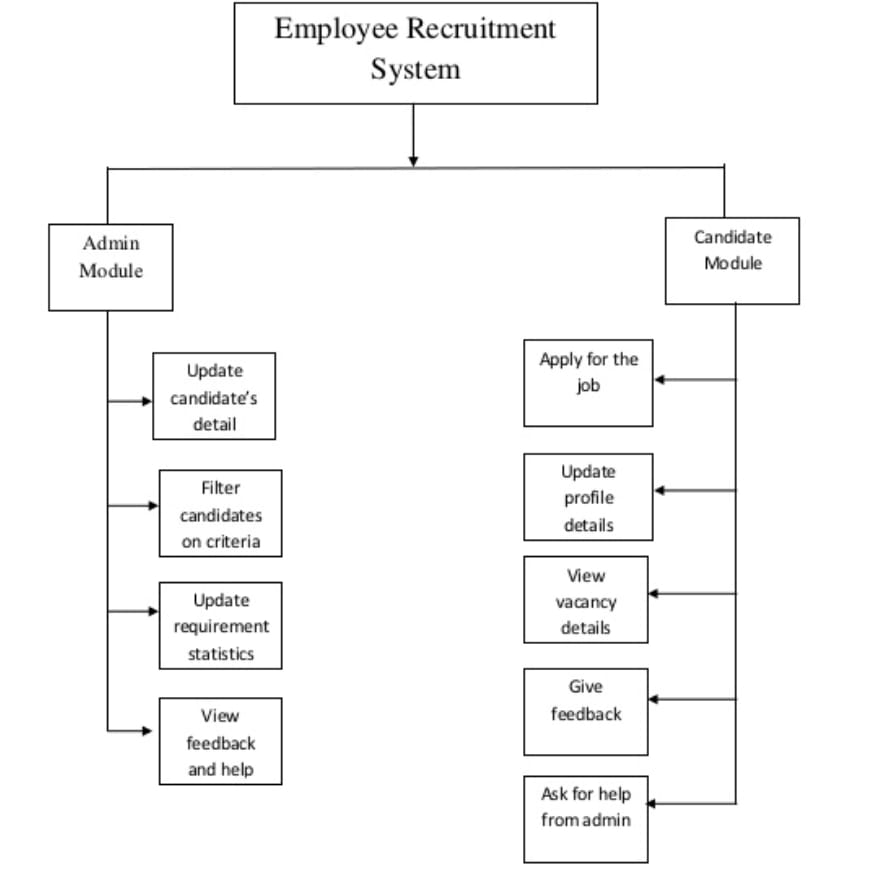 Employee Recruitment
System
Admin
Module
Candidate
Module
Update
candidate's
detail
Filter
candidates
on criteria
Update
requirement
statistics
View
feedback
and help
Apply for the
job
Update
profile
details
View
vacancy
details
Give
feedback
Ask for help
from admin